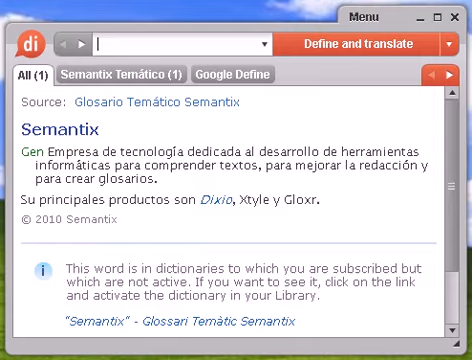 Menu
di
Define and translate
All (1)
Semantix Temático (1)
Google Define
Source: Glosario Temático Semantix
Semantix
Gen Empresa de tecnología dedicada al desarrollo de herramientas
informáticas para comprender textos, para mejorar la redacción y
para crear glosarios.
Su principales productos son Dixio, Xtyle y Gloxr.
© 2010 Semantix
i
This word is in dictionaries to which you are subscribed but
which are not active. If you want to see it, click on the link
and activate the dictionary in your Library.
"Semantix" - Glossari Temàtic Semantix